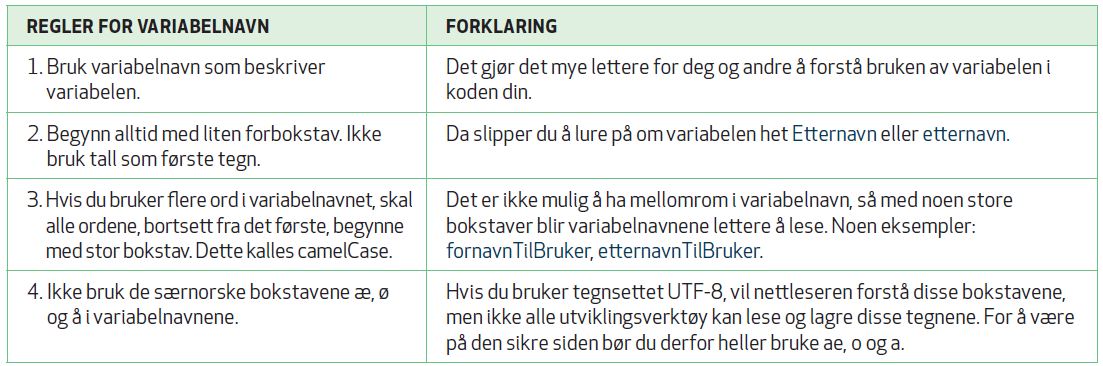 REGLER FOR VARIABELNAVN
FORKLARING
1. Bruk variabelnavn som beskriver
variabelen.
Det gjør det mye lettere for deg og andre å forstå bruken av variabelen i
koden din.
2. Begynn alltid med liten forbokstav. Ikke
bruk tall som første tegn.
Da slipper du å lure på om variabelen het Etternavn eller etternavn.
3. Hvis du bruker flere ord i variabelnavnet, skal
alle ordene, bortsett fra det første, begynne
med stor bokstav. Dette kalles camelCase.
Det er ikke mulig å ha mellomrom i variabelnavn, så med noen store
bokstaver blir variabelnavnene lettere å lese. Noen eksempler:
fornavnTilBruker, etternavnTilBruker.
4. Ikke bruk de særnorske bokstavene æ, ø
og å i variabelnavnene.
Hvis du bruker tegnsettet UTF-8, vil nettleseren forstå disse bokstavene,
men ikke alle utviklingsverktøy kan lese og lagre disse tegnene. For å være
på den sikre siden bør du derfor heller bruke ae, o og a.